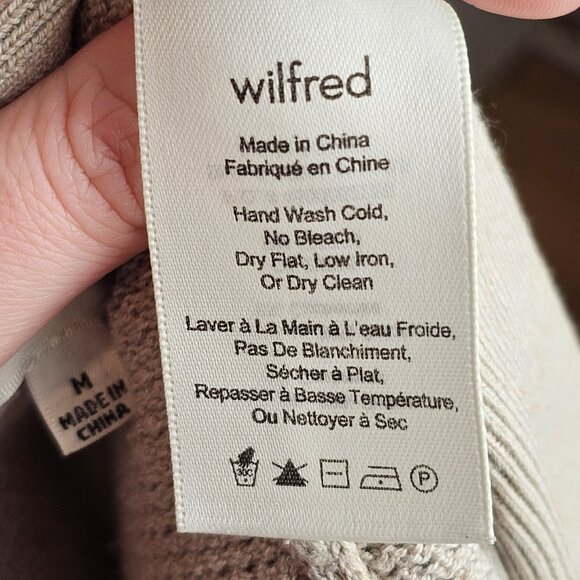 wilfred
Made in China
Fabriqué en Chine
Hand Wash Cold,
No Bleach,
Dry Flat, Low Iron,
Or Dry Clean
Laver à La Main à L'eau Froide,
Pas De Blanchiment,
Sécher à Plat,
Repasser à Basse Température,
Ou Nettoyer à Sec
30C
P
M
MADE IN
CHINA